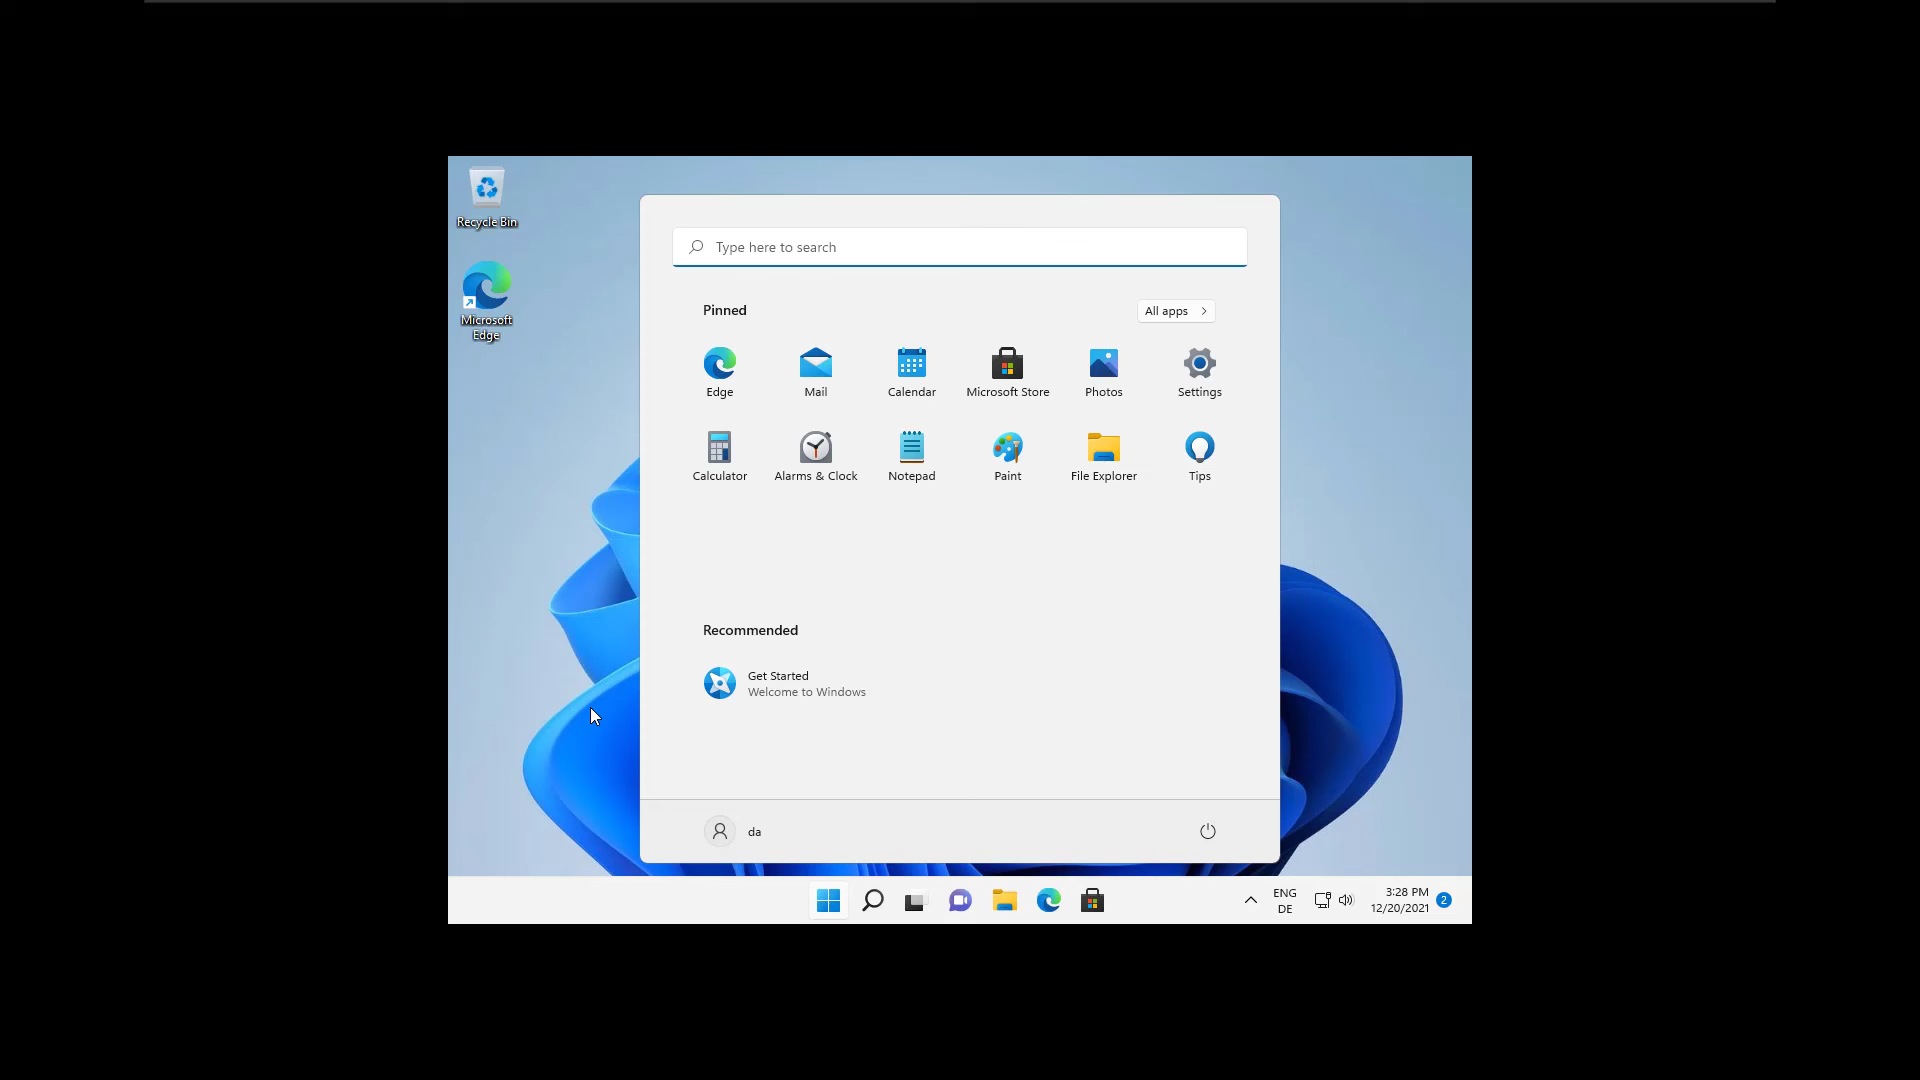 Recycle Bin
Microsoft
Edge
Type here to search
Pinned
All apps
Edge
Mail
Calendar
Microsoft Store
Photos
Settings
Calculator
Alarms & Clock
Notepad
Paint
File Explorer
Tips
Recommended
Get Started
Welcome to Windows
da
ENG
DE
3:28 PM
12/20/2021
2